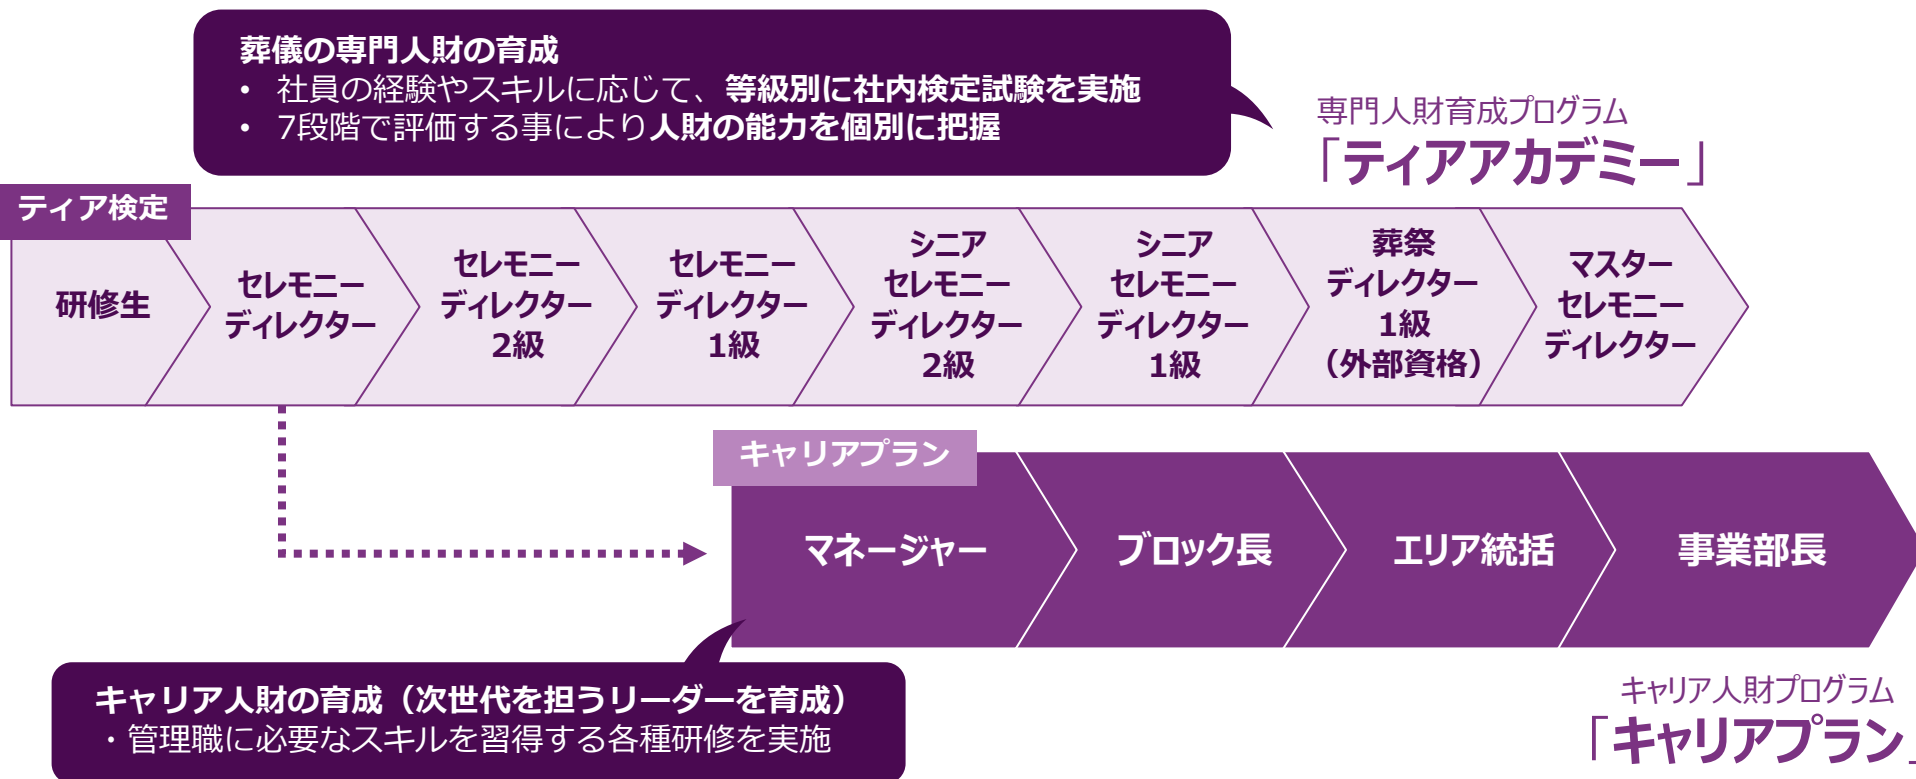 葬儀の専門人財の育成
• 社員の経験やスキルに応じて、等級別に社内検定試験を実施
• 7段階で評価する事により人財の能力を個別に把握
専門人財育成プログラム
「ティアアカデミー」
ティア検定
研修生
セレモニー
ディレクター
セレモニー
ディレクター
2級
セレモニー
ディレクター
1級
シニア
セレモニー
ディレクター
2級
シニア
セレモニー
ディレクター
1級
葬祭
ディレクター
1級
（外部資格）
マスター
セレモニー
ディレクター
キャリアプラン
マネージャー
ブロック長
エリア統括
事業部長
キャリア人財の育成（次世代を担うリーダーを育成）
・管理職に必要なスキルを習得する各種研修を実施
キャリア人財プログラム
「キャリアプラン」